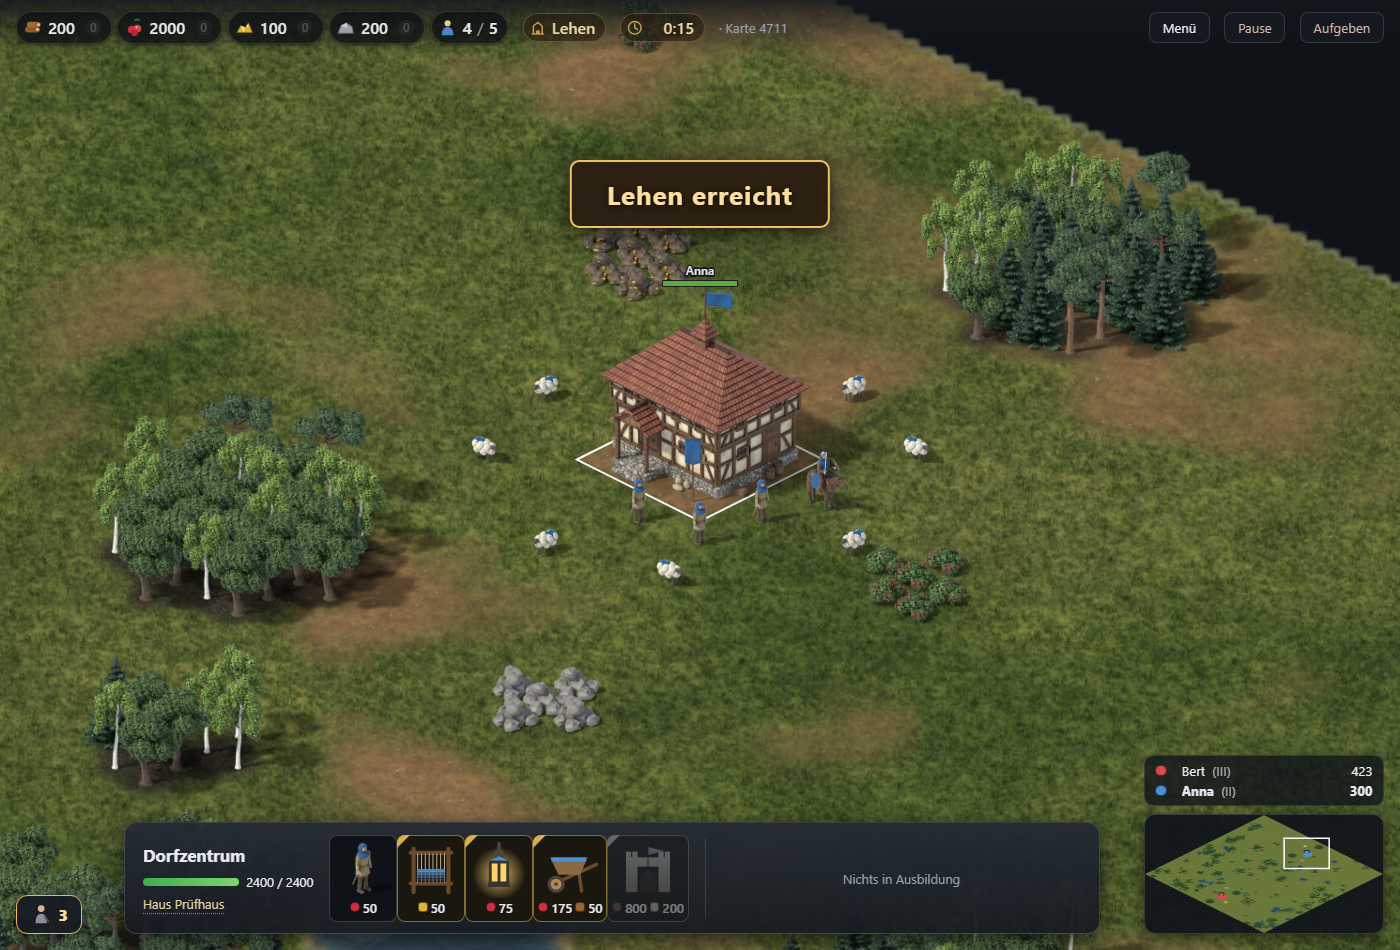 200 0 2000 0 100 0 200 0 4 / 5 Lehen 0:15 · Karte 4711 Menü Pause Aufgeben
Lehen erreicht
Anna
Bert (III) 423
Anna (II) 300
Dorfzentrum
2400 / 2400
Haus Prüfhaus
50 50 75 175 50 800 200
Nichts in Ausbildung
3